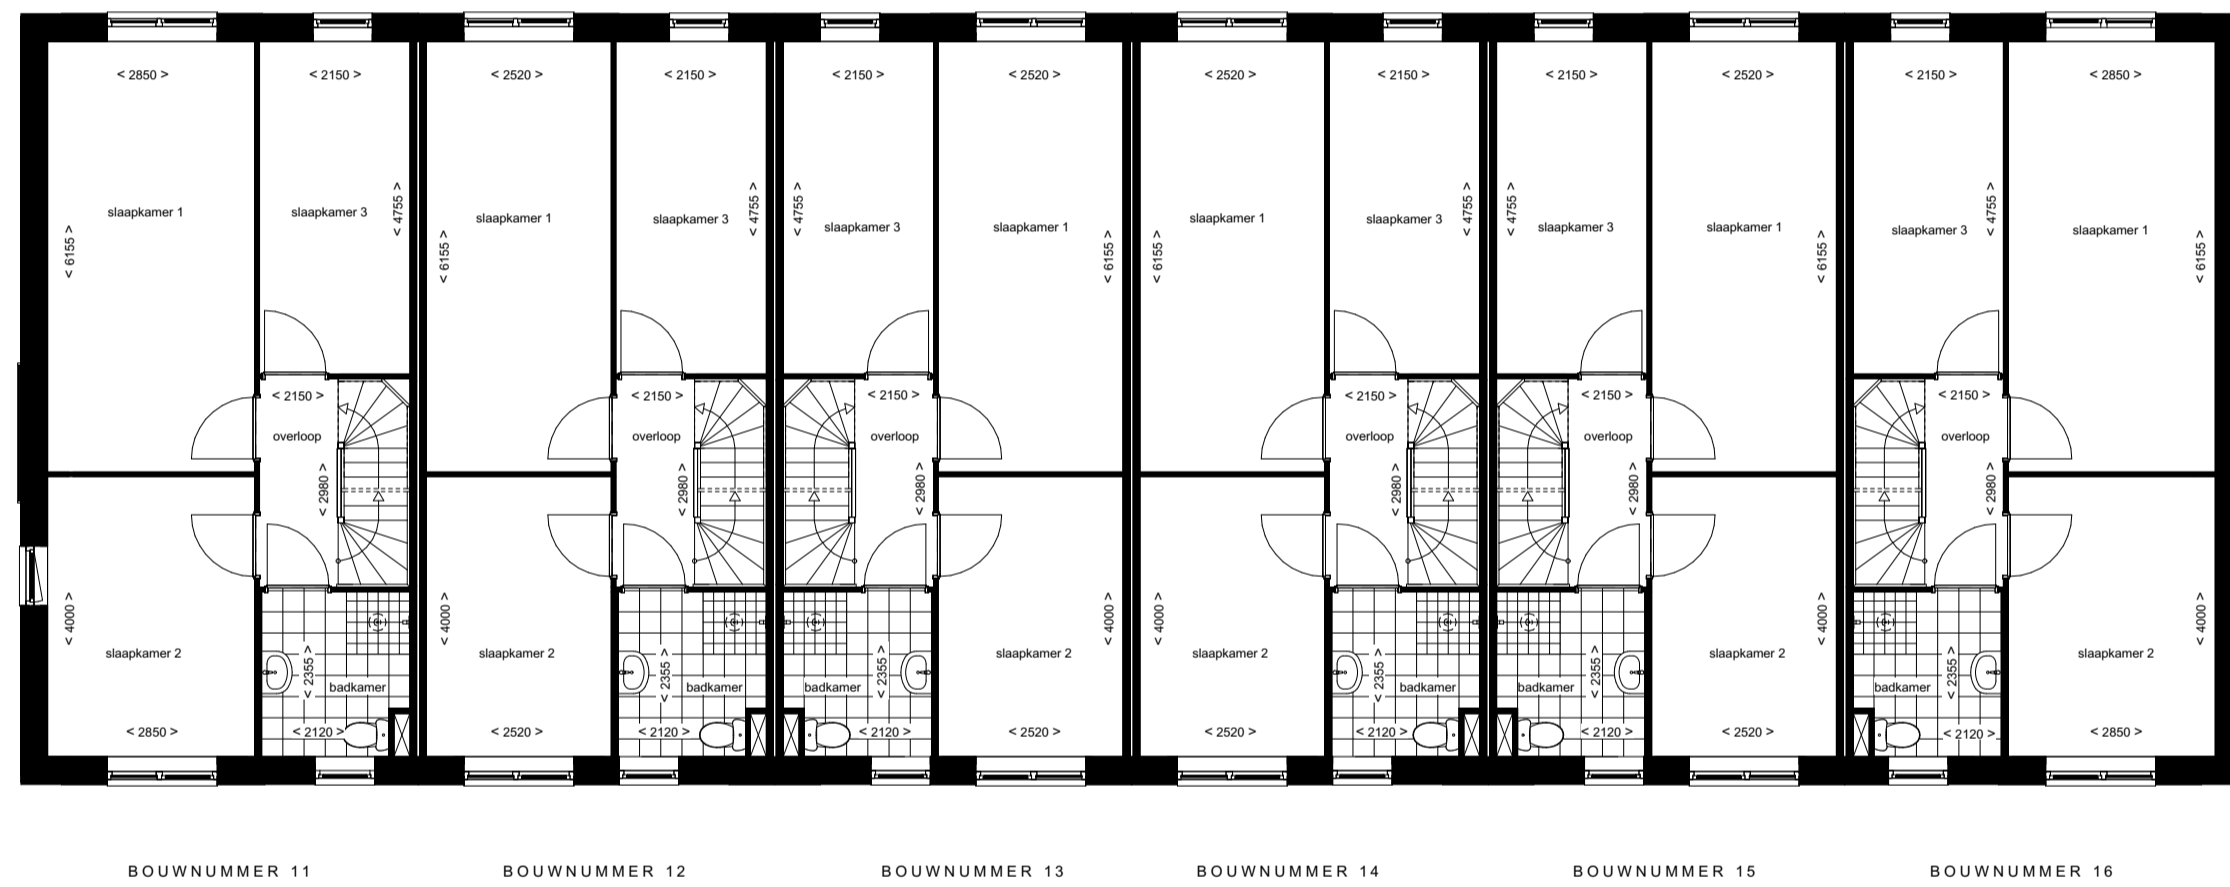 < 2850 >
< 2150 >
< 2520 >
< 2150 >
< 2150 >
< 2520 >
< 2520 >
< 2150 >
< 2150 >
< 2520 >
< 2150 >
< 2850 >
slaapkamer 1
slaapkamer 3
slaapkamer 1
slaapkamer 3
slaapkamer 3
slaapkamer 1
slaapkamer 1
slaapkamer 3
slaapkamer 3
slaapkamer 1
slaapkamer 3
slaapkamer 1
< 4755 >
< 4755 >
< 4755 >
< 4755 >
< 4755 >
< 4755 >
< 6155 >
< 6155 >
< 6155 >
< 6155 >
< 6155 >
< 6155 >
< 2150 >
< 2150 >
< 2150 >
< 2150 >
< 2150 >
< 2150 >
overloop
overloop
overloop
overloop
overloop
overloop
< 2980 >
< 2980 >
< 2980 >
< 2980 >
< 2980 >
< 2980 >
< 4000 >
< 4000 >
< 4000 >
< 4000 >
< 4000 >
< 4000 >
slaapkamer 2
slaapkamer 2
slaapkamer 2
slaapkamer 2
slaapkamer 2
slaapkamer 2
< 2355 >
< 2355 >
< 2355 >
< 2355 >
< 2355 >
< 2355 >
badkamer
badkamer
badkamer
badkamer
badkamer
badkamer
< 2850 >
< 2120 >
< 2520 >
< 2120 >
< 2120 >
< 2520 >
< 2520 >
< 2120 >
< 2120 >
< 2520 >
< 2120 >
< 2850 >
BOUWNUMMER 11
BOUWNUMMER 12
BOUWNUMMER 13
BOUWNUMMER 14
BOUWNUMMER 15
BOUWNUMMER 16